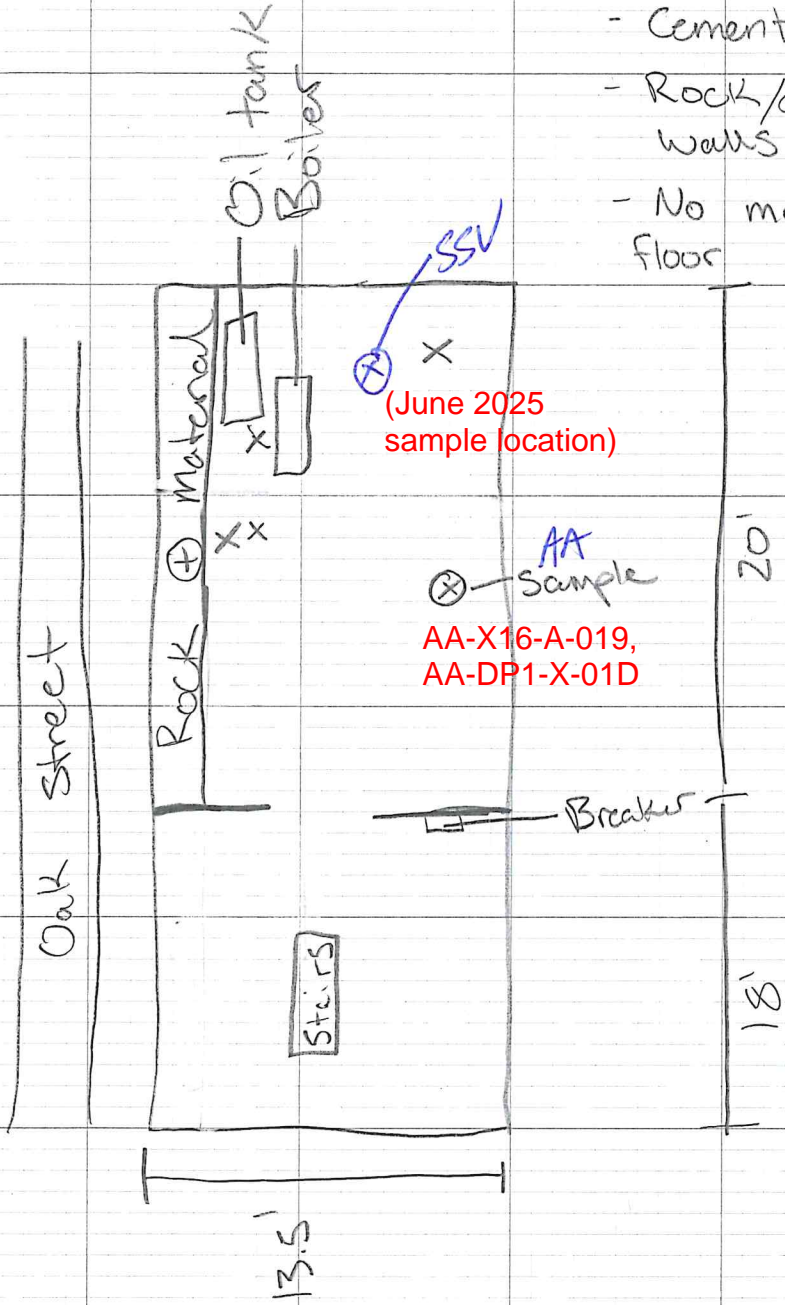 - Cement
- Rock/
walls
- No
floor
Oil tank
Boiler
SSV
(June 2025
sample location)
X
X
X X
Rock + Material
AA
Sample
AA-X16-A-019,
AA-DP1-X-01D
20'
Oak Street
Breaker
Stairs
18'
13.5'